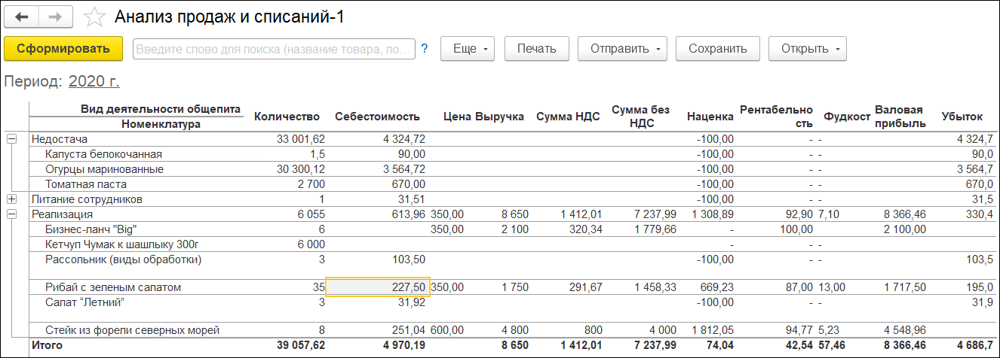 Анализ продаж и списаний-1
Сформировать Введите слово для поиска (название товара, по... ? Еще Печать Отправить Сохранить Открыть
Период: 2020 г.
Вид деятельности общепита Количество Себестоимость Цена Выручка Сумма НДС Сумма без НДС Наценка Рентабельно сть Фудкост Валовая прибыль Убыток
Номенклатура
Недостача 33 001,62 4 324,72 -100,00 - - 4 324,7
Капуста белокочанная 1,5 90,00 -100,00 - - 90,0
Огурцы маринованные 30 300,12 3 564,72 -100,00 - - 3 564,7
Томатная паста 2 700 670,00 -100,00 - - 670,0
Питание сотрудников 1 31,51 -100,00 - - 31,5
Реализация 6 055 613,96 350,00 8 650 1 412,01 7 237,99 1 308,89 92,90 7,10 8 366,46 330,4
Бизнес-ланч "Big" 6 350,00 2 100 320,34 1 779,66 - 100,00 2 100,00
Кетчуп Чумак к шашлыку 300г 6 000 - - -
Рассольник (виды обработки) 3 103,50 -100,00 - - 103,5
Рибай с зеленым салатом 35 227,50 350,00 1 750 291,67 1 458,33 669,23 87,00 13,00 1 717,50 195,0
Салат “Летний” 3 31,92 -100,00 - - 31,9
Стейк из форели северных морей 8 251,04 600,00 4 800 800 4 000 1 812,05 94,77 5,23 4 548,96
Итого 39 057,62 4 970,19 8 650 1 412,01 7 237,99 74,04 42,54 57,46 8 366,46 4 686,7